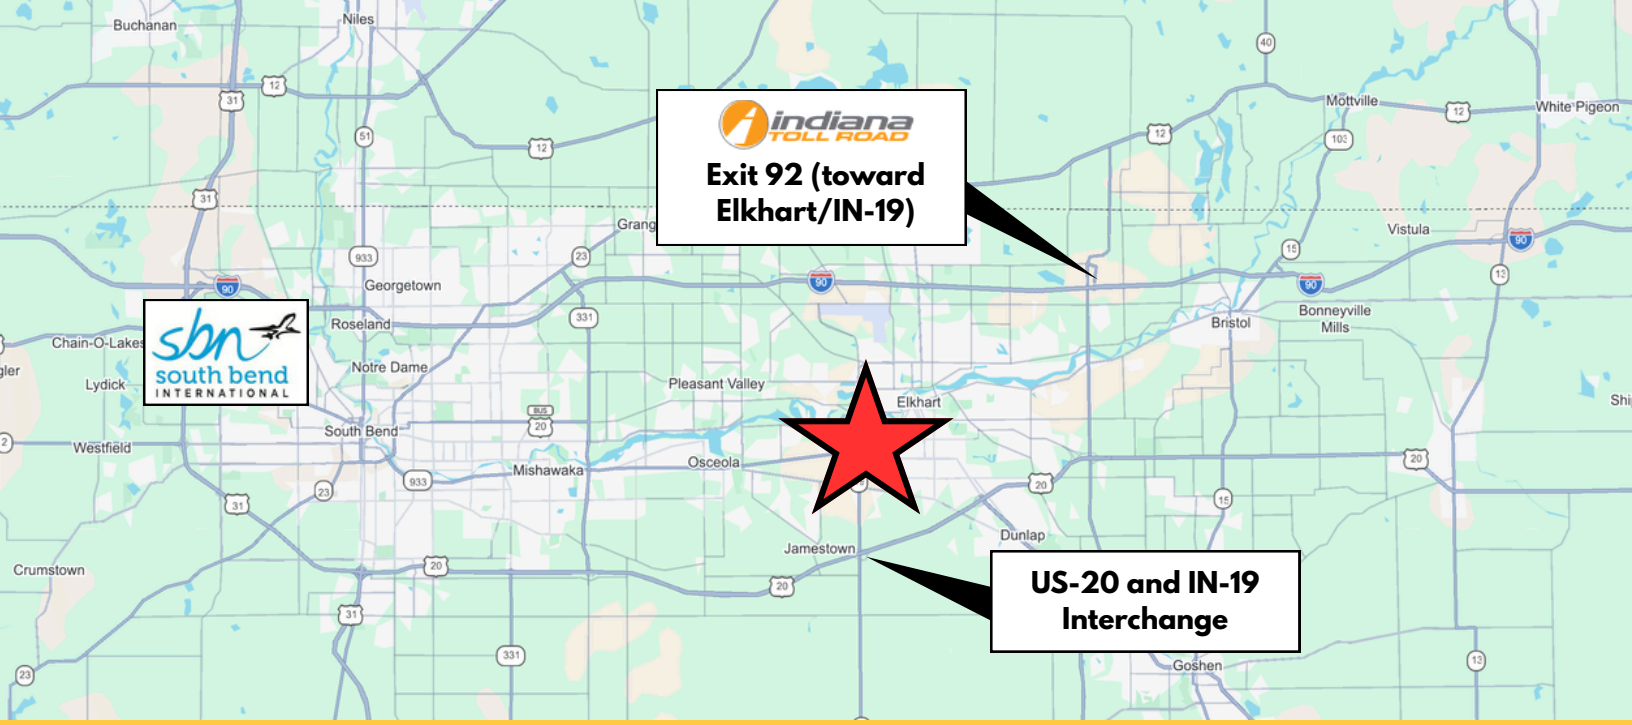 Buchanan
Niles
40
12
31
12
Mottville
12
White Pigeon
51
12
12
103
indiana
TOLL ROAD
Exit 92 (toward
Elkhart/IN-19)
31
Grang
Vistula
90
933
23
15
13
90
Georgetown
90
90
sbn
south bend
INTERNATIONAL
Roseland
331
Bristol
Bonneyville
Mills
Chain-O-Lakes
Notre Dame
gler
Lydick
Pleasant Valley
Elkhart
Shi
BUS
20
South Bend
2
Westfield
Mishawaka
Osceola
20
933
23
20
15
31
Dunlap
Jamestown
Crumstown
20
20
US-20 and IN-19
Interchange
31
331
Goshen
13
23